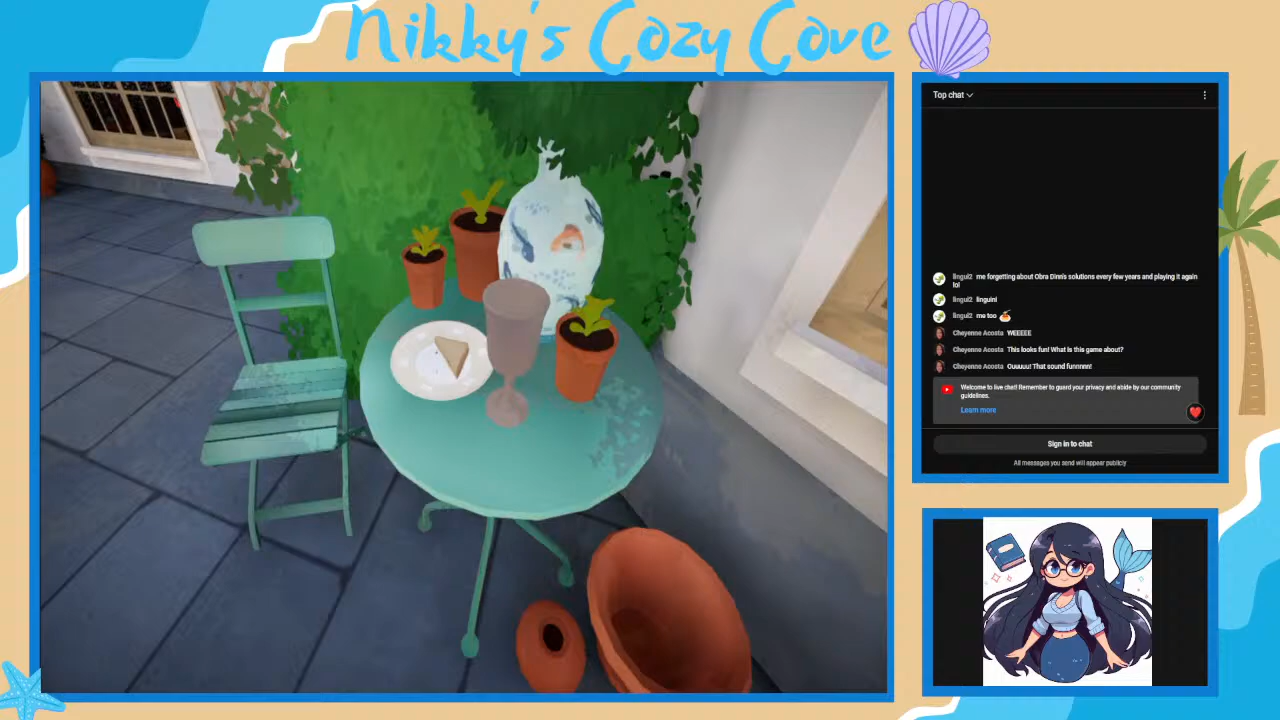 Nikky's Cozy Cove
Top chat
lingui2 me forgetting about Obra Dinn's solutions every few years and playing it again
lol
lingui2 linguini
lingui2 me too
Cheyenne Acosta WEEEEE
Cheyenne Acosta This looks fun! What is this game about?
Cheyenne Acosta Ouuuuu! That sound funnnnn!
Welcome to live chat! Remember to guard your privacy and abide by our community
guidelines.
Learn more
Sign in to chat
All messages you send will appear publicly